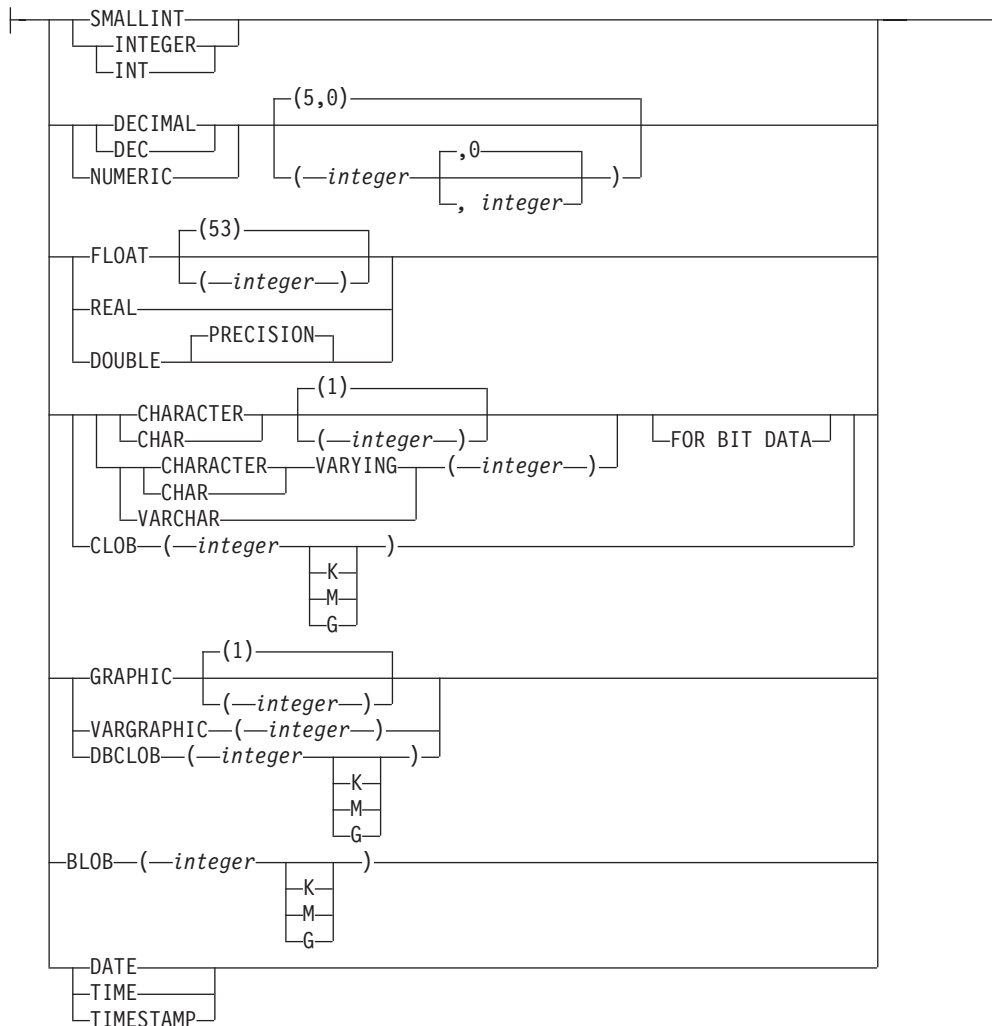 SMALLINT
INTEGER
INT
(5,0)
DECIMAL
DEC
NUMERIC
,0
( integer )
, integer
(53)
FLOAT
( integer )
REAL
PRECISION
DOUBLE
(1)
CHARACTER
CHAR
( integer )
FOR BIT DATA
CHARACTER VARYING ( integer )
CHAR
VARCHAR
CLOB ( integer )
K
M
G
(1)
GRAPHIC
( integer )
VARGRAPHIC ( integer )
DBCLOB ( integer )
K
M
G
BLOB ( integer )
K
M
G
DATE
TIME
TIMESTAMP